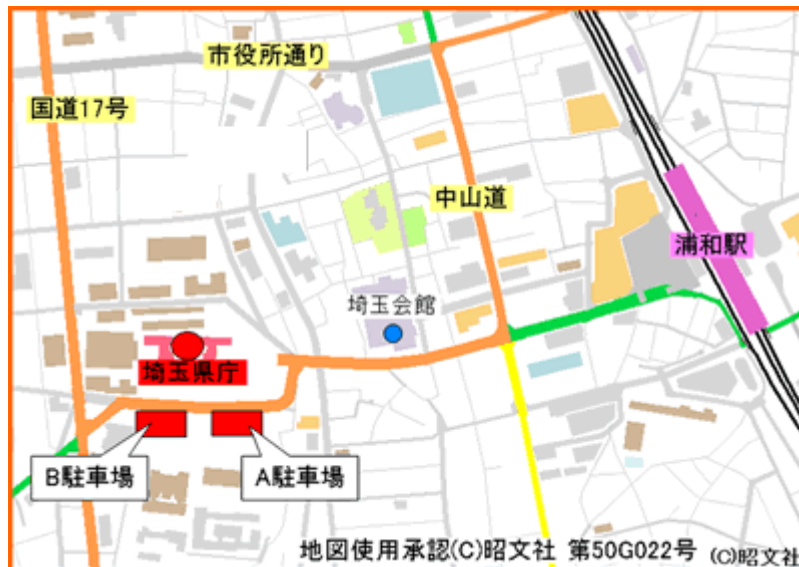 市役所通り
国道17号
中山道
浦和駅
埼玉会館
埼玉県庁
B駐車場
A駐車場
地図使用承認(C)昭文社 第50G022号
(C)昭文社